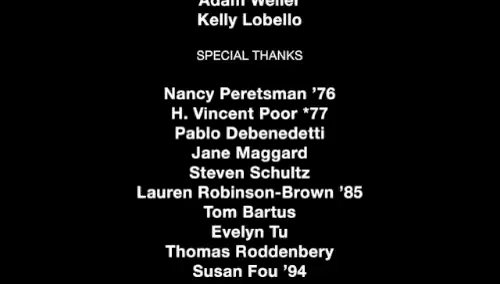 Adam Weller
Kelly Lobello
SPECIAL THANKS
Nancy Peretsman ’76
H. Vincent Poor *77
Pablo Debenedetti
Jane Maggard
Steven Schultz
Lauren Robinson-Brown ’85
Tom Bartus
Evelyn Tu
Thomas Roddenbery
Susan Fou ’94